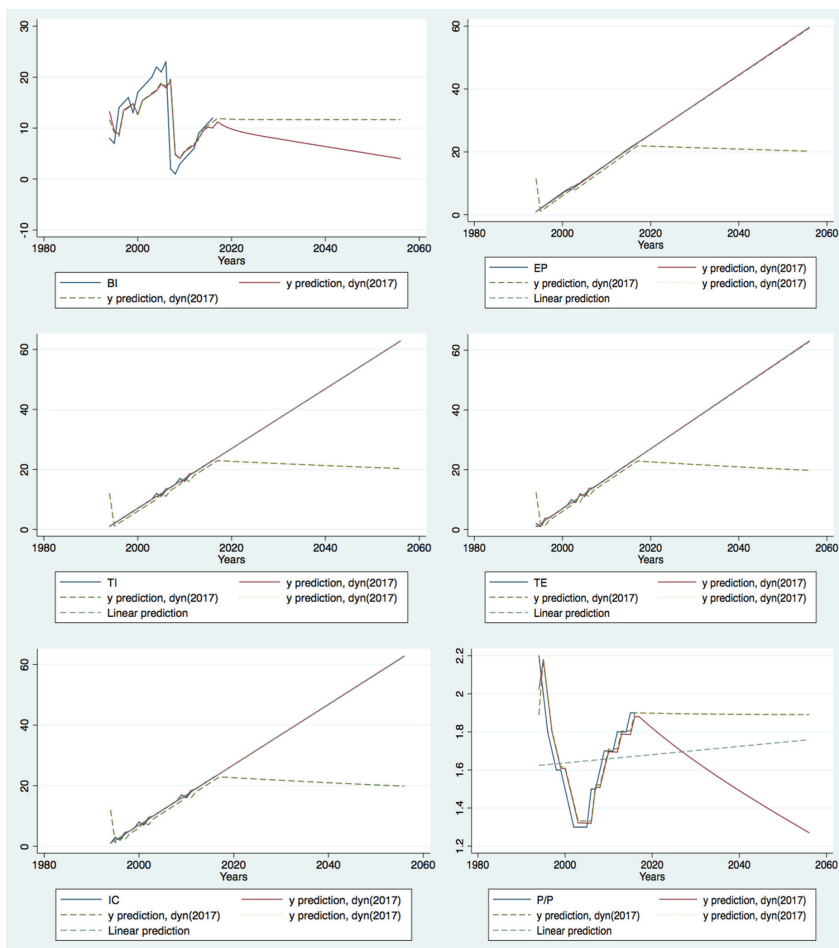 30
20
10
0
-10
1980 2000 2020 2040 2060
Years
BI y prediction, dyn(2017)
y prediction, dyn(2017)
60
40
20
0
1980 2000 2020 2040 2060
Years
EP y prediction, dyn(2017)
y prediction, dyn(2017) y prediction, dyn(2017)
Linear prediction
60
40
20
0
1980 2000 2020 2040 2060
Years
TI y prediction, dyn(2017)
y prediction, dyn(2017) y prediction, dyn(2017)
Linear prediction
60
40
20
0
1980 2000 2020 2040 2060
Years
TE y prediction, dyn(2017)
y prediction, dyn(2017) y prediction, dyn(2017)
Linear prediction
60
40
20
0
1980 2000 2020 2040 2060
Years
IC y prediction, dyn(2017)
y prediction, dyn(2017) y prediction, dyn(2017)
Linear prediction
2.2
2
1.8
1.6
1.4
1.2
1980 2000 2020 2040 2060
Years
P/P y prediction, dyn(2017)
y prediction, dyn(2017) y prediction, dyn(2017)
Linear prediction